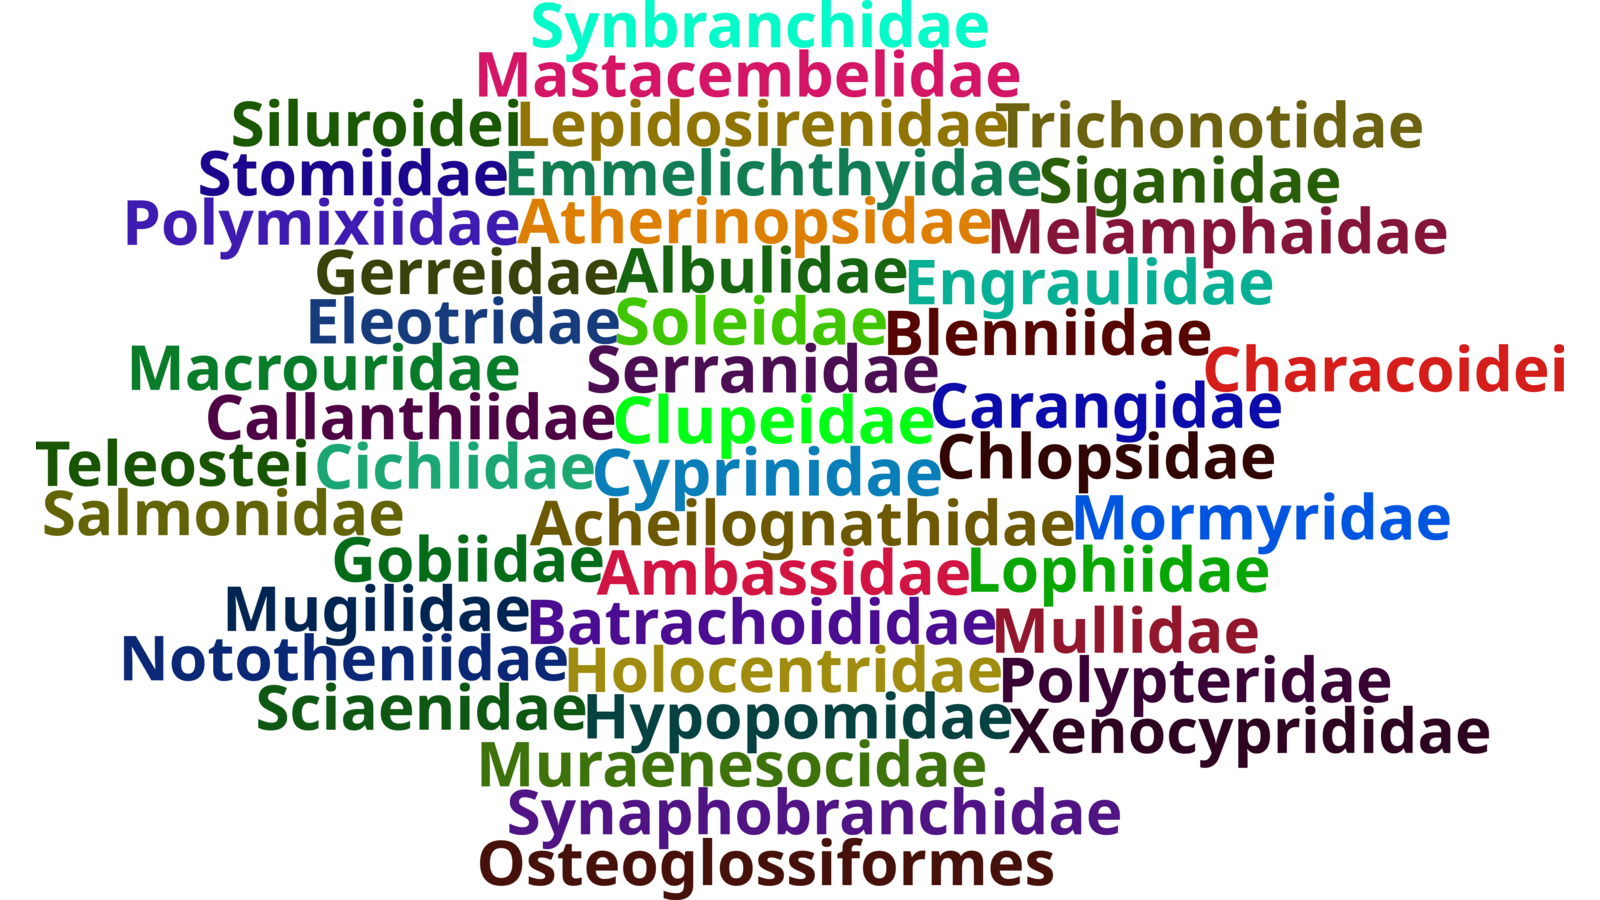 Synbranchidae
Mastacembelidae
Siluroidei Lepidosirenidae Trichonotidae
Stomiidae Emmelichthyidae Siganidae
Polymixiidae Atherinopsidae Melamphaidae
Gerreidae Albulidae Engraulidae
Eleotridae Soleidae Blenniidae
Macrouridae Serranidae Characoidei
Callanthiidae Clupeidae Carangidae
Teleostei Cichlidae Cyprinidae Chlopsidae
Salmonidae Acheilognathidae Mormyridae
Gobiidae Ambassidae Lophiidae
Mugilidae Batrachoididae Mullidae
Nototheniidae Holocentridae Polypteridae
Sciaenidae Hypopomidae Xenocyprididae
Muraenesocidae
Synaphobranchidae
Osteoglossiformes